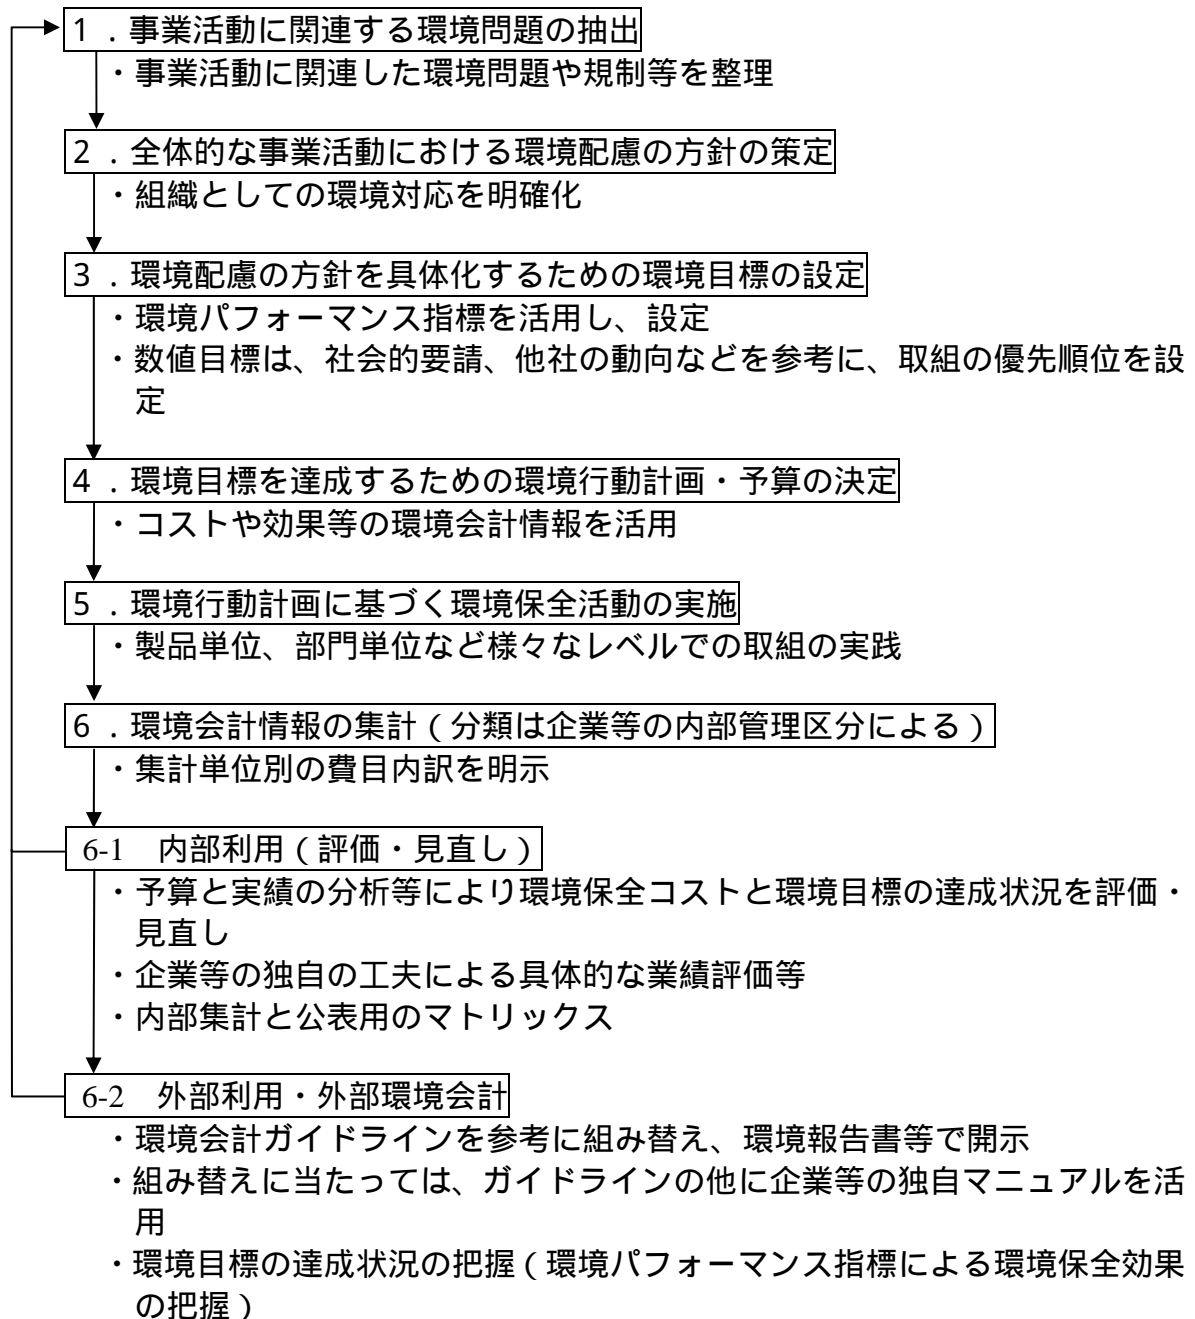 １．事業活動に関連する環境問題の抽出
・事業活動に関連した環境問題や規制等を整理
２．全体的な事業活動における環境配慮の方針の策定
・組織としての環境対応を明確化
３．環境配慮の方針を具体化するための環境目標の設定
・環境パフォーマンス指標を活用し、設定
・数値目標は、社会的要請、他社の動向などを参考に、取組の優先順位を設
定
４．環境目標を達成するための環境行動計画・予算の決定
・コストや効果等の環境会計情報を活用
５．環境行動計画に基づく環境保全活動の実施
・製品単位、部門単位など様々なレベルでの取組の実践
６．環境会計情報の集計（分類は企業等の内部管理区分による）
・集計単位別の費目内訳を明示
6-1　内部利用（評価・見直し）
・予算と実績の分析等により環境保全コストと環境目標の達成状況を評価・
見直し
・企業等の独自の工夫による具体的な業績評価等
・内部集計と公表用のマトリックス
6-2　外部利用・外部環境会計
・環境会計ガイドラインを参考に組み替え、環境報告書等で開示
・組み替えに当たっては、ガイドラインの他に企業等の独自マニュアルを活
用
・環境目標の達成状況の把握（環境パフォーマンス指標による環境保全効果
の把握）